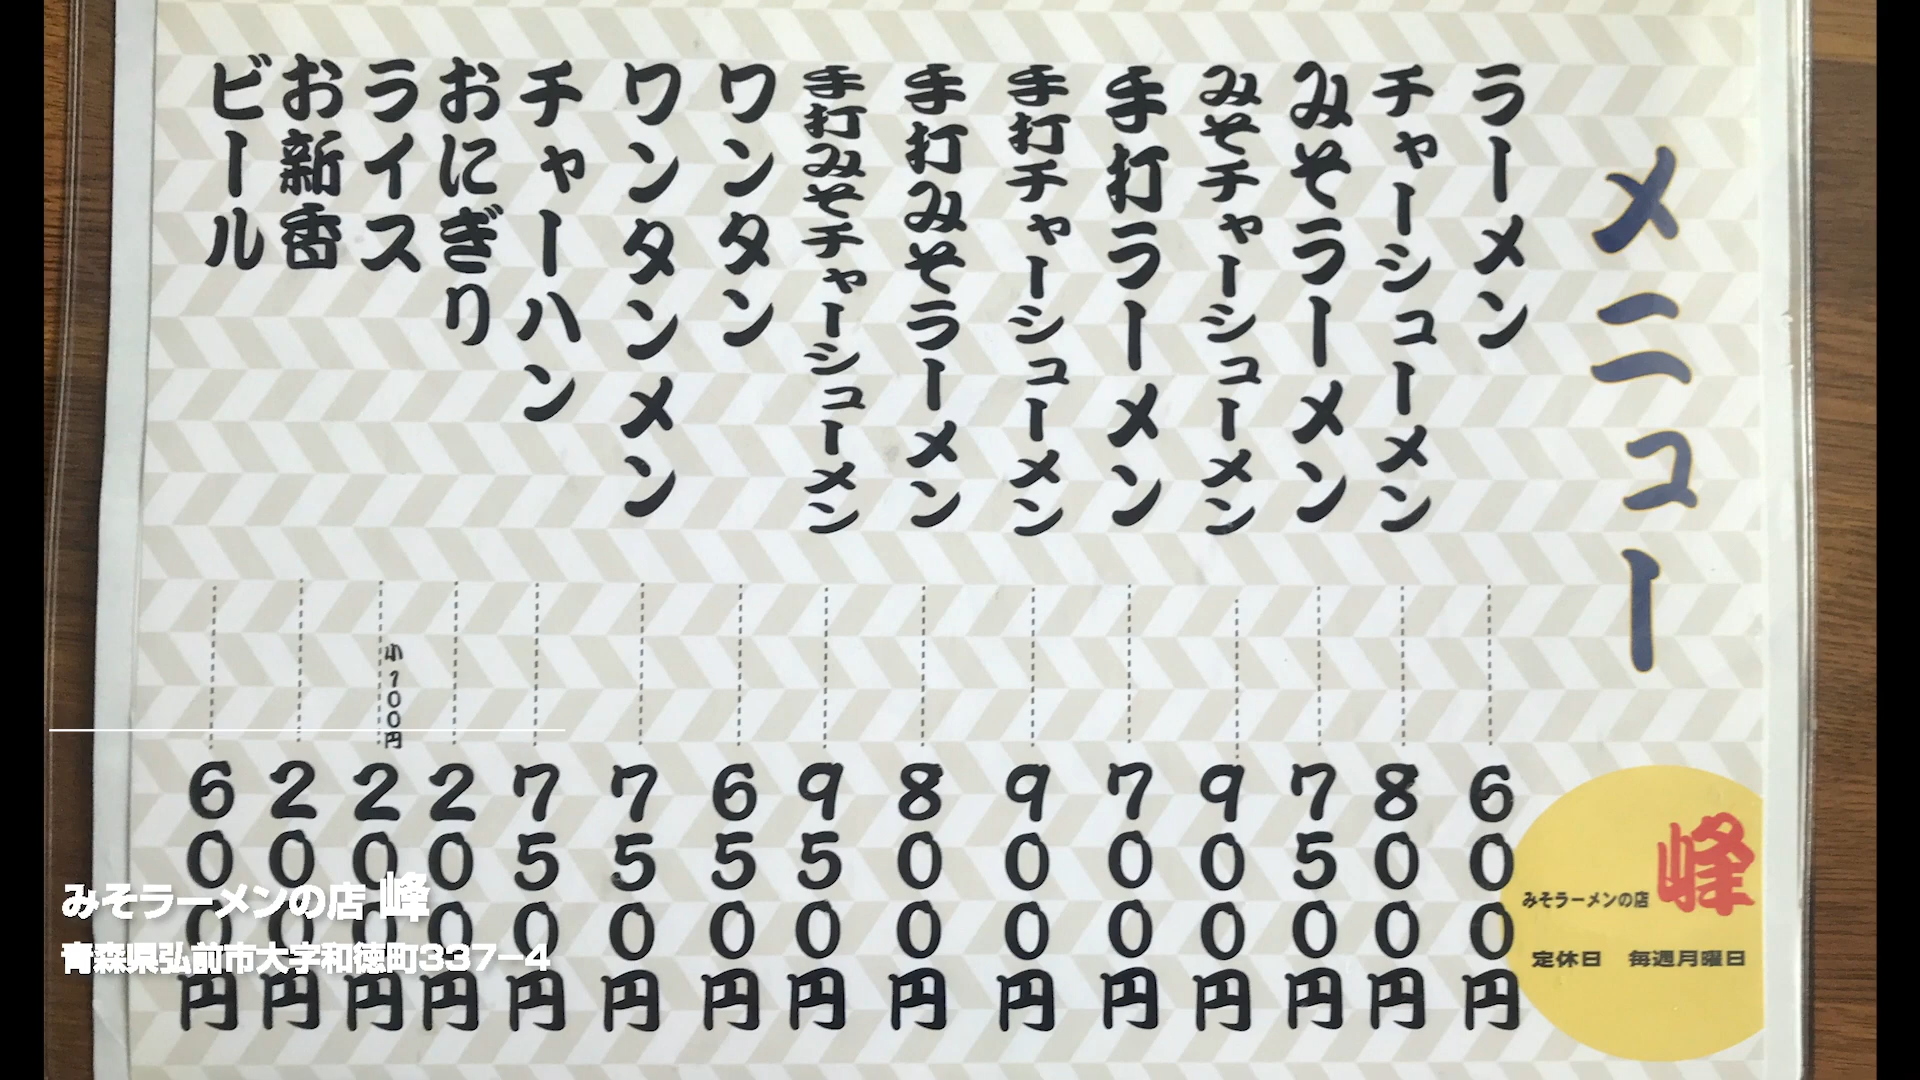 メニュー
ラーメン 600円
チャーシューメン 800円
みそラーメン 750円
みそチャーシューメン 900円
手打ラーメン 700円
手打チャーシューメン 900円
手打みそラーメン 800円
手打みそチャーシューメン 950円
ワンタン 650円
ワンタンメン 750円
チャーハン 750円
おにぎり 200円
ライス 小100円 200円
お新香 200円
ビール 600円
みそラーメンの店 峰
定休日 毎週月曜日
みそラーメンの店 峰
青森県弘前市大字和徳町337−4